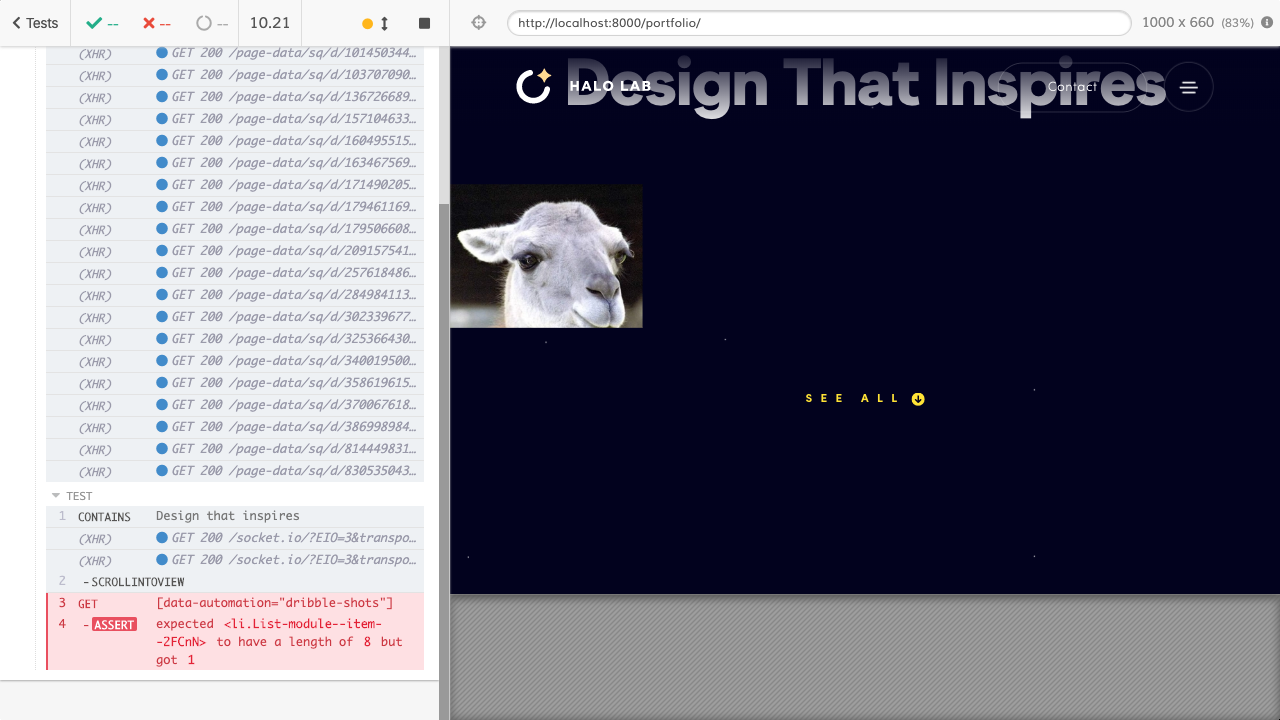 Tests
--
--
--
10.21
http://localhost:8000/portfolio/
1000 x 660 (83%)
(XHR) GET 200 /page-data/sq/d/101450344…
(XHR) GET 200 /page-data/sq/d/103707090…
(XHR) GET 200 /page-data/sq/d/136726689…
(XHR) GET 200 /page-data/sq/d/157104633…
(XHR) GET 200 /page-data/sq/d/160495515…
(XHR) GET 200 /page-data/sq/d/163467569…
(XHR) GET 200 /page-data/sq/d/171490205…
(XHR) GET 200 /page-data/sq/d/179461169…
(XHR) GET 200 /page-data/sq/d/179506608…
(XHR) GET 200 /page-data/sq/d/209157541…
(XHR) GET 200 /page-data/sq/d/257618486…
(XHR) GET 200 /page-data/sq/d/284984113…
(XHR) GET 200 /page-data/sq/d/302339677…
(XHR) GET 200 /page-data/sq/d/325366430…
(XHR) GET 200 /page-data/sq/d/340019500…
(XHR) GET 200 /page-data/sq/d/358619615…
(XHR) GET 200 /page-data/sq/d/370067618…
(XHR) GET 200 /page-data/sq/d/386998984…
(XHR) GET 200 /page-data/sq/d/814449831…
(XHR) GET 200 /page-data/sq/d/830535043…
TEST
1 CONTAINS Design that inspires
(XHR) GET 200 /socket.io/?EIO=3&transpo…
(XHR) GET 200 /socket.io/?EIO=3&transpo…
2 -SCROLLINTOVIEW
3 GET [data-automation="dribble-shots"]
4 -ASSERT expected <li.List-module--item-
-2FCnN> to have a length of 8 but
got 1
Design That Inspires
HALO LAB
Contact
SEE ALL